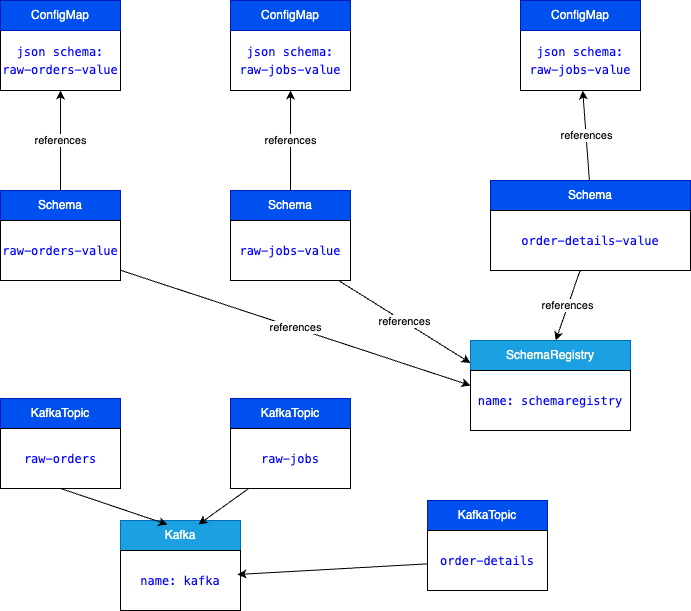 ConfigMap
json schema:
raw-orders-value
ConfigMap
json schema:
raw-jobs-value
ConfigMap
json schema:
raw-jobs-value
references
references
references
Schema
raw-orders-value
Schema
raw-jobs-value
Schema
order-details-value
references
references
references
SchemaRegistry
name: schemaregistry
KafkaTopic
raw-orders
KafkaTopic
raw-jobs
Kafka
name: kafka
KafkaTopic
order-details